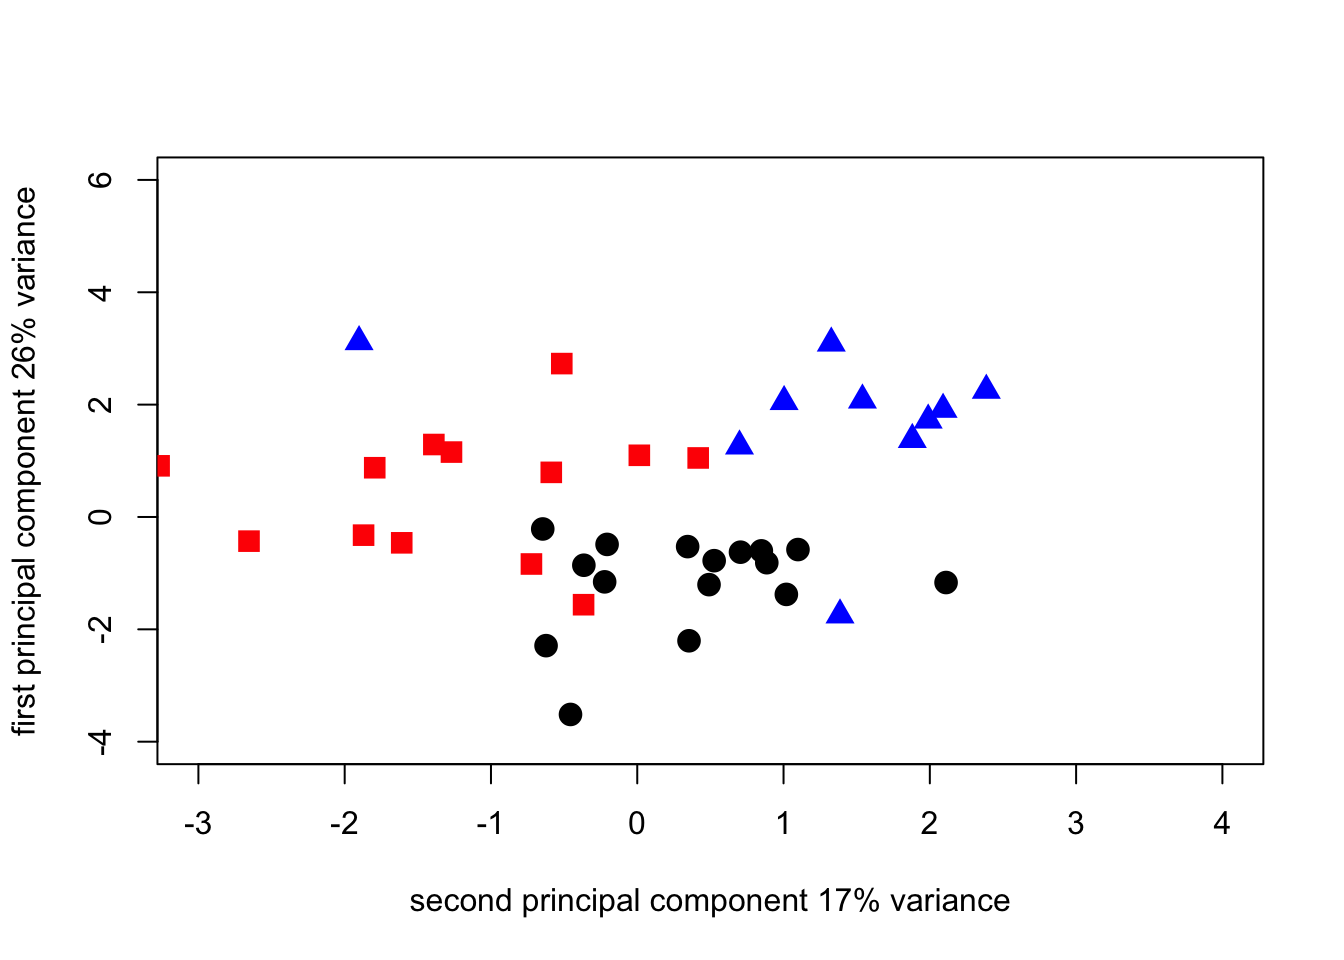 first principal component 26% variance
6
4
2
0
-2
-4
-3 -2 -1 0 1 2 3 4
second principal component 17% variance